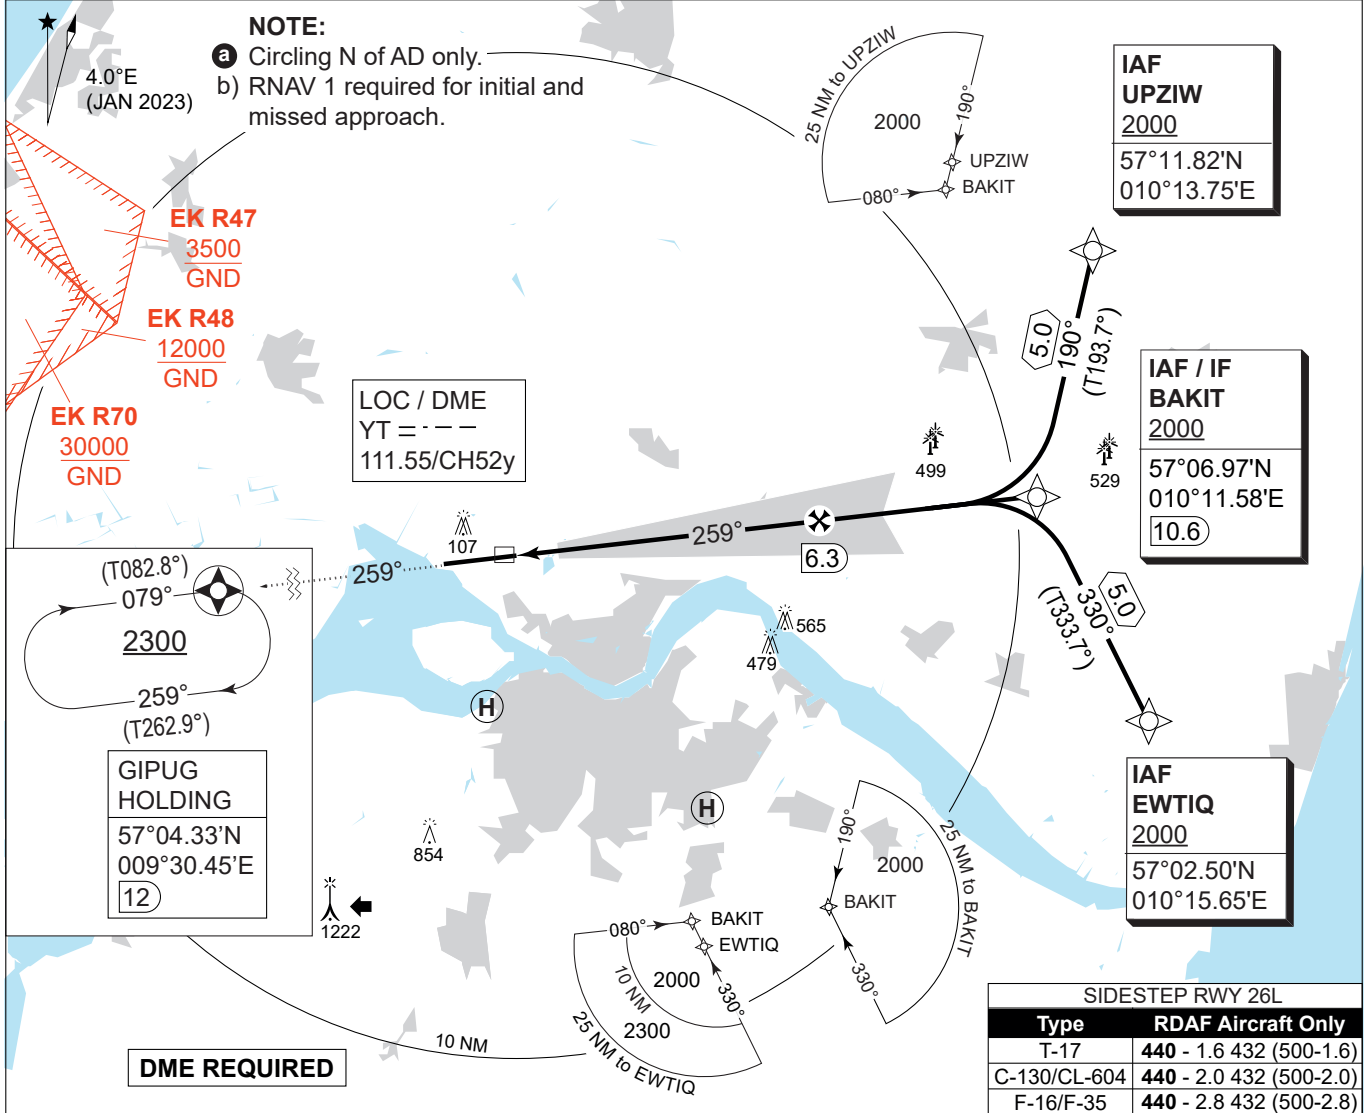 NOTE:
a Circling N of AD only.
b) RNAV 1 required for initial and
missed approach.
4.0°E
(JAN 2023)
25 NM to UPZIW
2000
190°
UPZIW
BAKIT
080°
IAF
UPZIW
2000
57°11.82'N
010°13.75'E
EK R47
3500
GND
EK R48
12000
GND
EK R70
30000
GND
LOC / DME
YT
111.55/CH52y
5.0
190°
(T193.7°)
IAF / IF
BAKIT
2000
57°06.97'N
010°11.58'E
10.6
499
529
107
259°
6.3
259°
(T082.8°)
079°
2300
259°
(T262.9°)
GIPUG
HOLDING
57°04.33'N
009°30.45'E
12
5.0
330°
(T333.7°)
565
479
H
H
IAF
EWTIQ
2000
57°02.50'N
010°15.65'E
854
1222
190°
2000
BAKIT
330°
25 NM to BAKIT
080°
BAKIT
EWTIQ
2000
10 NM
330°
2300
25 NM to EWTIQ
10 NM
DME REQUIRED
SIDESTEP RWY 26L
Type RDAF Aircraft Only
T-17 440 - 1.6 432 (500-1.6)
C-130/CL-604 440 - 2.0 432 (500-2.0)
F-16/F-35 440 - 2.8 432 (500-2.8)